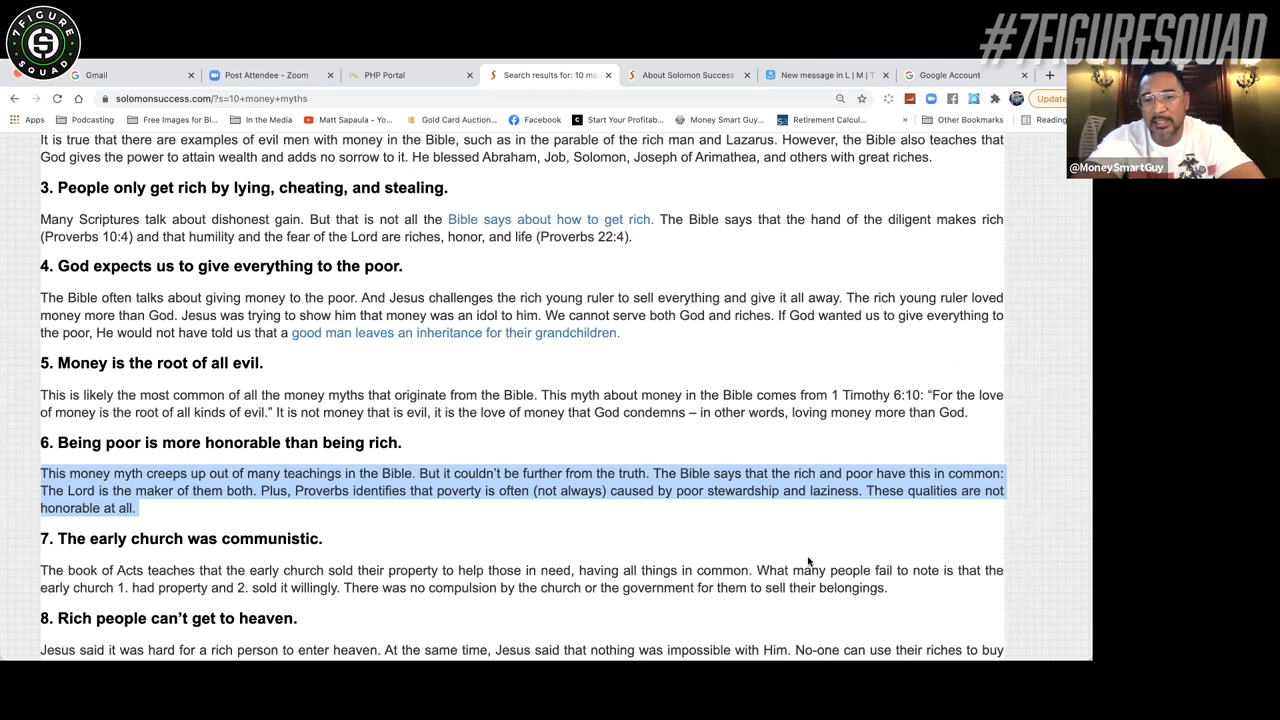 7 FIGURE
SQUAD
#7FIGURESQUAD
Gmail
Post Attendee - Zoom
PHP Portal
Search results for: 10 mo
About Solomon Success
New message in L | M | T
Google Account
solomonsuccess.com/?s=10+money+myths
Update
Apps
Podcasting
Free Images for Bl...
In the Media
Matt Sapaula - Yo...
Gold Card Auction...
Facebook
Start Your Profitab...
Money Smart Guy...
Retirement Calcul...
»
Other Bookmarks
Reading
@MoneySmartGuy
It is true that there are examples of evil men with money in the Bible, such as in the parable of the rich man and Lazarus. However, the Bible also teaches that
God gives the power to attain wealth and adds no sorrow to it. He blessed Abraham, Job, Solomon, Joseph of Arimathea, and others with great riches.
3. People only get rich by lying, cheating, and stealing.
Many Scriptures talk about dishonest gain. But that is not all the Bible says about how to get rich. The Bible says that the hand of the diligent makes rich
(Proverbs 10:4) and that humility and the fear of the Lord are riches, honor, and life (Proverbs 22:4).
4. God expects us to give everything to the poor.
The Bible often talks about giving money to the poor. And Jesus challenges the rich young ruler to sell everything and give it all away. The rich young ruler loved
money more than God. Jesus was trying to show him that money was an idol to him. We cannot serve both God and riches. If God wanted us to give everything to
the poor, He would not have told us that a good man leaves an inheritance for their grandchildren.
5. Money is the root of all evil.
This is likely the most common of all the money myths that originate from the Bible. This myth about money in the Bible comes from 1 Timothy 6:10: “For the love
of money is the root of all kinds of evil.” It is not money that is evil, it is the love of money that God condemns – in other words, loving money more than God.
6. Being poor is more honorable than being rich.
This money myth creeps up out of many teachings in the Bible. But it couldn’t be further from the truth. The Bible says that the rich and poor have this in common:
The Lord is the maker of them both. Plus, Proverbs identifies that poverty is often (not always) caused by poor stewardship and laziness. These qualities are not
honorable at all.
7. The early church was communistic.
The book of Acts teaches that the early church sold their property to help those in need, having all things in common. What many people fail to note is that the
early church 1. had property and 2. sold it willingly. There was no compulsion by the church or the government for them to sell their belongings.
8. Rich people can’t get to heaven.
Jesus said it was hard for a rich person to enter heaven. At the same time, Jesus said that nothing was impossible with Him. No-one can use their riches to buy